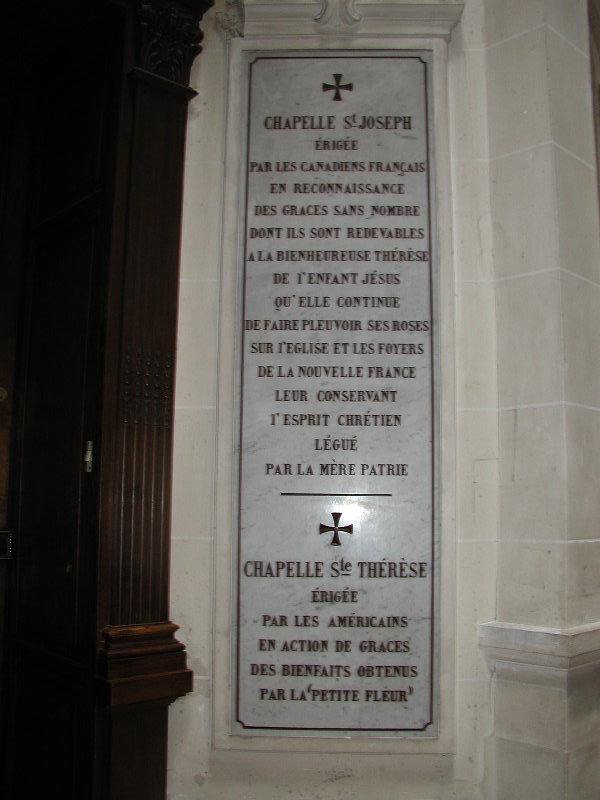 CHAPELLE St JOSEPH
ÉRIGÉE
PAR LES CANADIENS FRANÇAIS
EN RECONNAISSANCE
DES GRACES SANS NOMBRE
DONT ILS SONT REDEVABLES
A LA BIENHEUREUSE THÉRÈSE
DE l'ENFANT JÉSUS
QU'ELLE CONTINUE
DE FAIRE PLEUVOIR SES ROSES
SUR l'EGLISE ET LES FOYERS
DE LA NOUVELLE FRANCE
LEUR CONSERVANT
l'ESPRIT CHRÉTIEN
LÉGUÉ
PAR LA MÈRE PATRIE
CHAPELLE Ste THÉRÈSE
ÉRIGÉE
PAR LES AMÉRICAINS
EN ACTION DE GRACES
DES BIENFAITS OBTENUS
PAR LA "PETITE FLEUR"